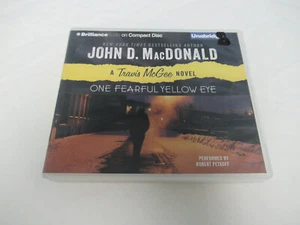 Brilliance on Compact Disc Unabridged
NEW YORK TIMES BESTSELLING AUTHOR
JOHN D. MACDONALD
A Travis McGee NOVEL
ONE FEARFUL YELLOW EYE
PERFORMED BY
ROBERT PETKOFF